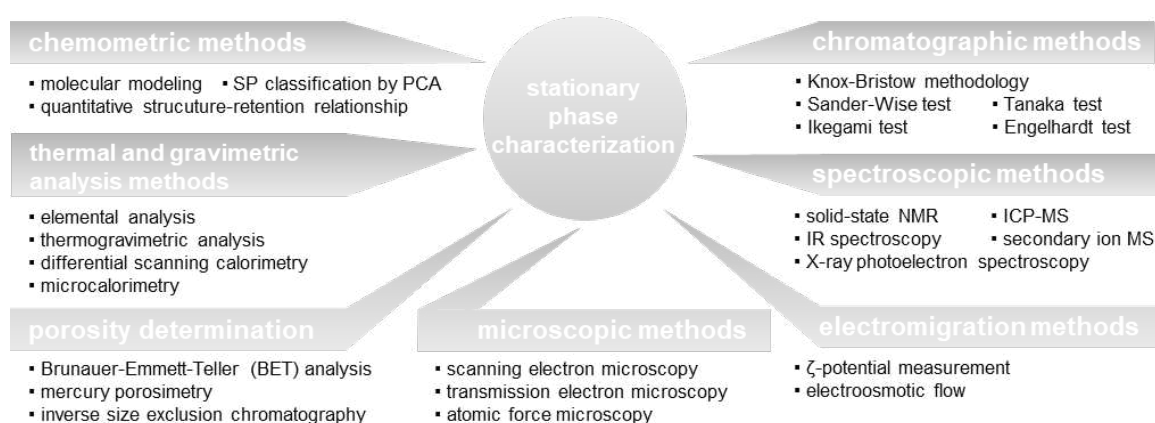 chemometric methods
▪ molecular modeling ▪ SP classification by PCA
▪ quantitative strucuture-retention relationship
thermal and gravimetric
analysis methods
▪ elemental analysis
▪ thermogravimetric analysis
▪ differential scanning calorimetry
▪ microcalorimetry
porosity determination
▪ Brunauer-Emmett-Teller (BET) analysis
▪ mercury porosimetry
▪ inverse size exclusion chromatography
stationary
phase
characterization
microscopic methods
▪ scanning electron microscopy
▪ transmission electron microscopy
▪ atomic force microscopy
chromatographic methods
▪ Knox-Bristow methodology
▪ Sander-Wise test ▪ Tanaka test
▪ Ikegami test ▪ Engelhardt test
spectroscopic methods
▪ solid-state NMR ▪ ICP-MS
▪ IR spectroscopy ▪ secondary ion MS
▪ X-ray photoelectron spectroscopy
electromigration methods
▪ ζ-potential measurement
▪ electroosmotic flow